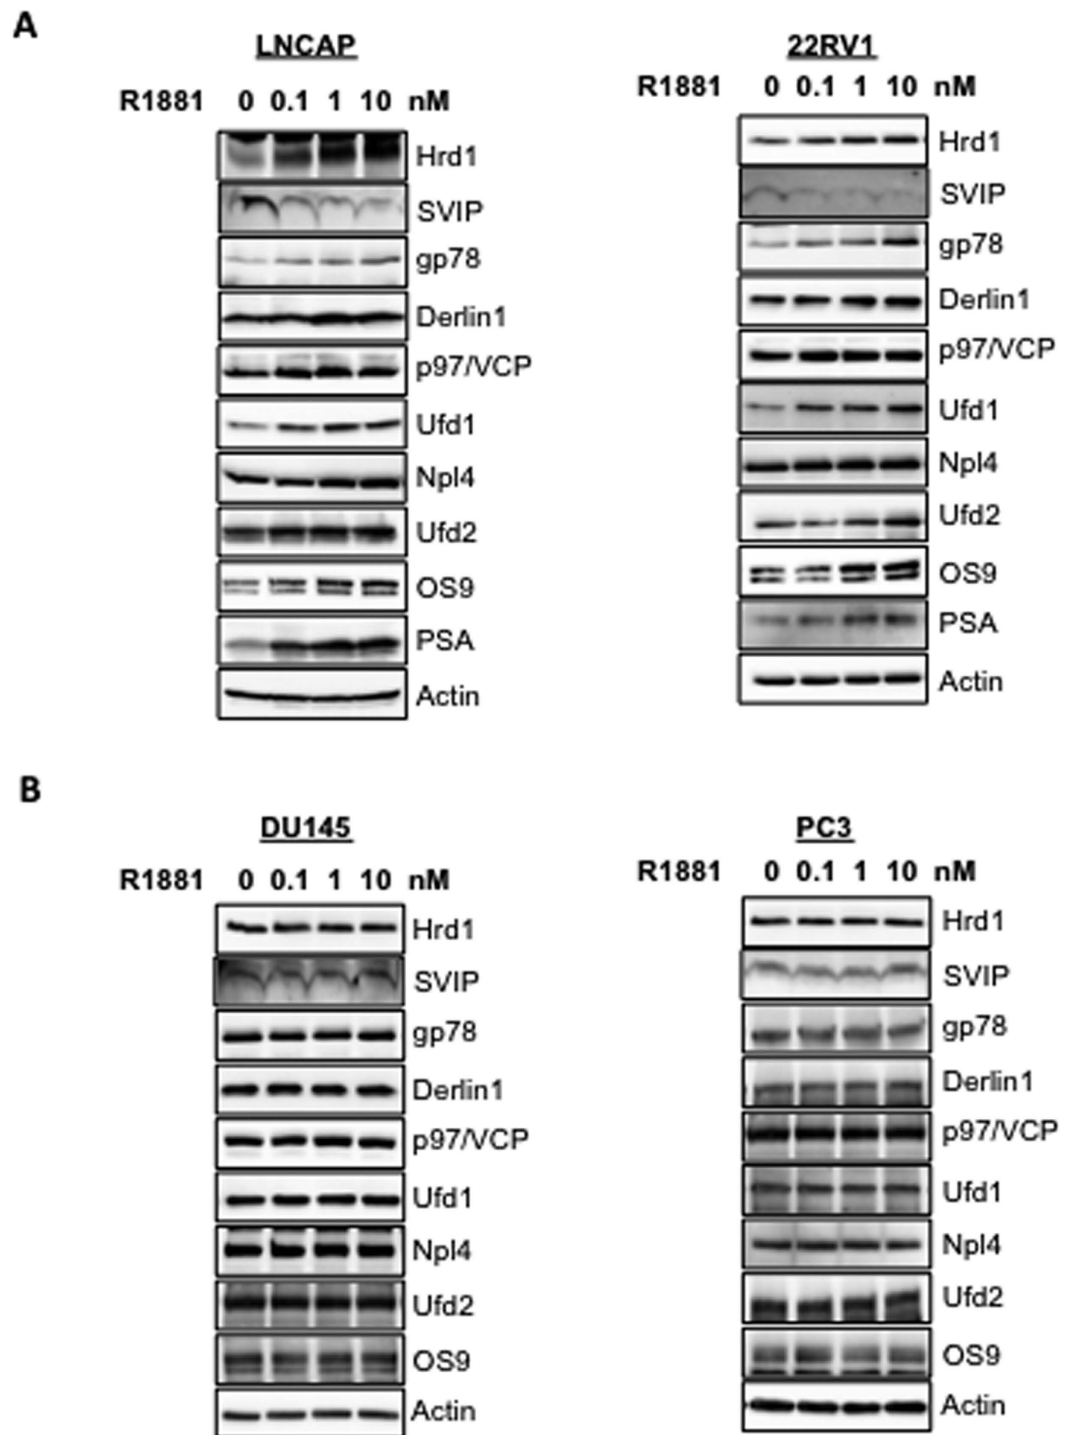 A
LNCAP
R1881 0 0.1 1 10 nM
Hrd1
SVIP
gp78
Derlin1
p97/VCP
Ufd1
Npl4
Ufd2
OS9
PSA
Actin
22RV1
R1881 0 0.1 1 10 nM
Hrd1
SVIP
gp78
Derlin1
p97/VCP
Ufd1
Npl4
Ufd2
OS9
PSA
Actin
B
DU145
R1881 0 0.1 1 10 nM
Hrd1
SVIP
gp78
Derlin1
p97/VCP
Ufd1
Npl4
Ufd2
OS9
Actin
PC3
R1881 0 0.1 1 10 nM
Hrd1
SVIP
gp78
Derlin1
p97/VCP
Ufd1
Npl4
Ufd2
OS9
Actin